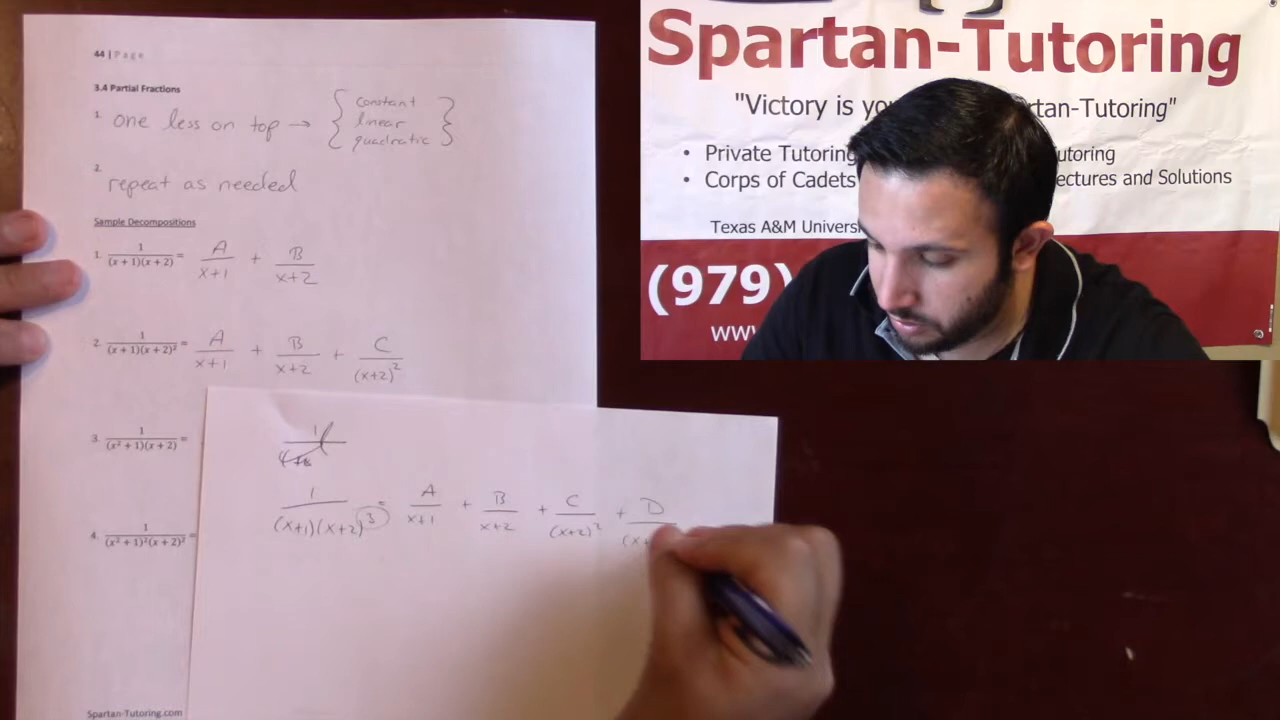 44 | Page
3.4 Partial Fractions
1. one less on top → { constant
linear
quadratic }
2. repeat as needed
Sample Decompositions
1. 1/((x+1)(x+2)) = A/(x+1) + B/(x+2)
2. 1/((x+1)(x+2)²) = A/(x+1) + B/(x+2) + C/(x+2)²
3. 1/((x²+1)(x+2)) =
4. 1/((x²+1)²(x+2)²) =
Spartan-Tutoring.com
1
1/((x+1)(x+2)³) = A/(x+1) + B/(x+2) + C/(x+2)² + D/(x+
Spartan-Tutoring
"Victory is rtan-Tutoring"
• Private Tutoring
• Corps of Cadets ectures and Solutions
Texas A&M
(979)